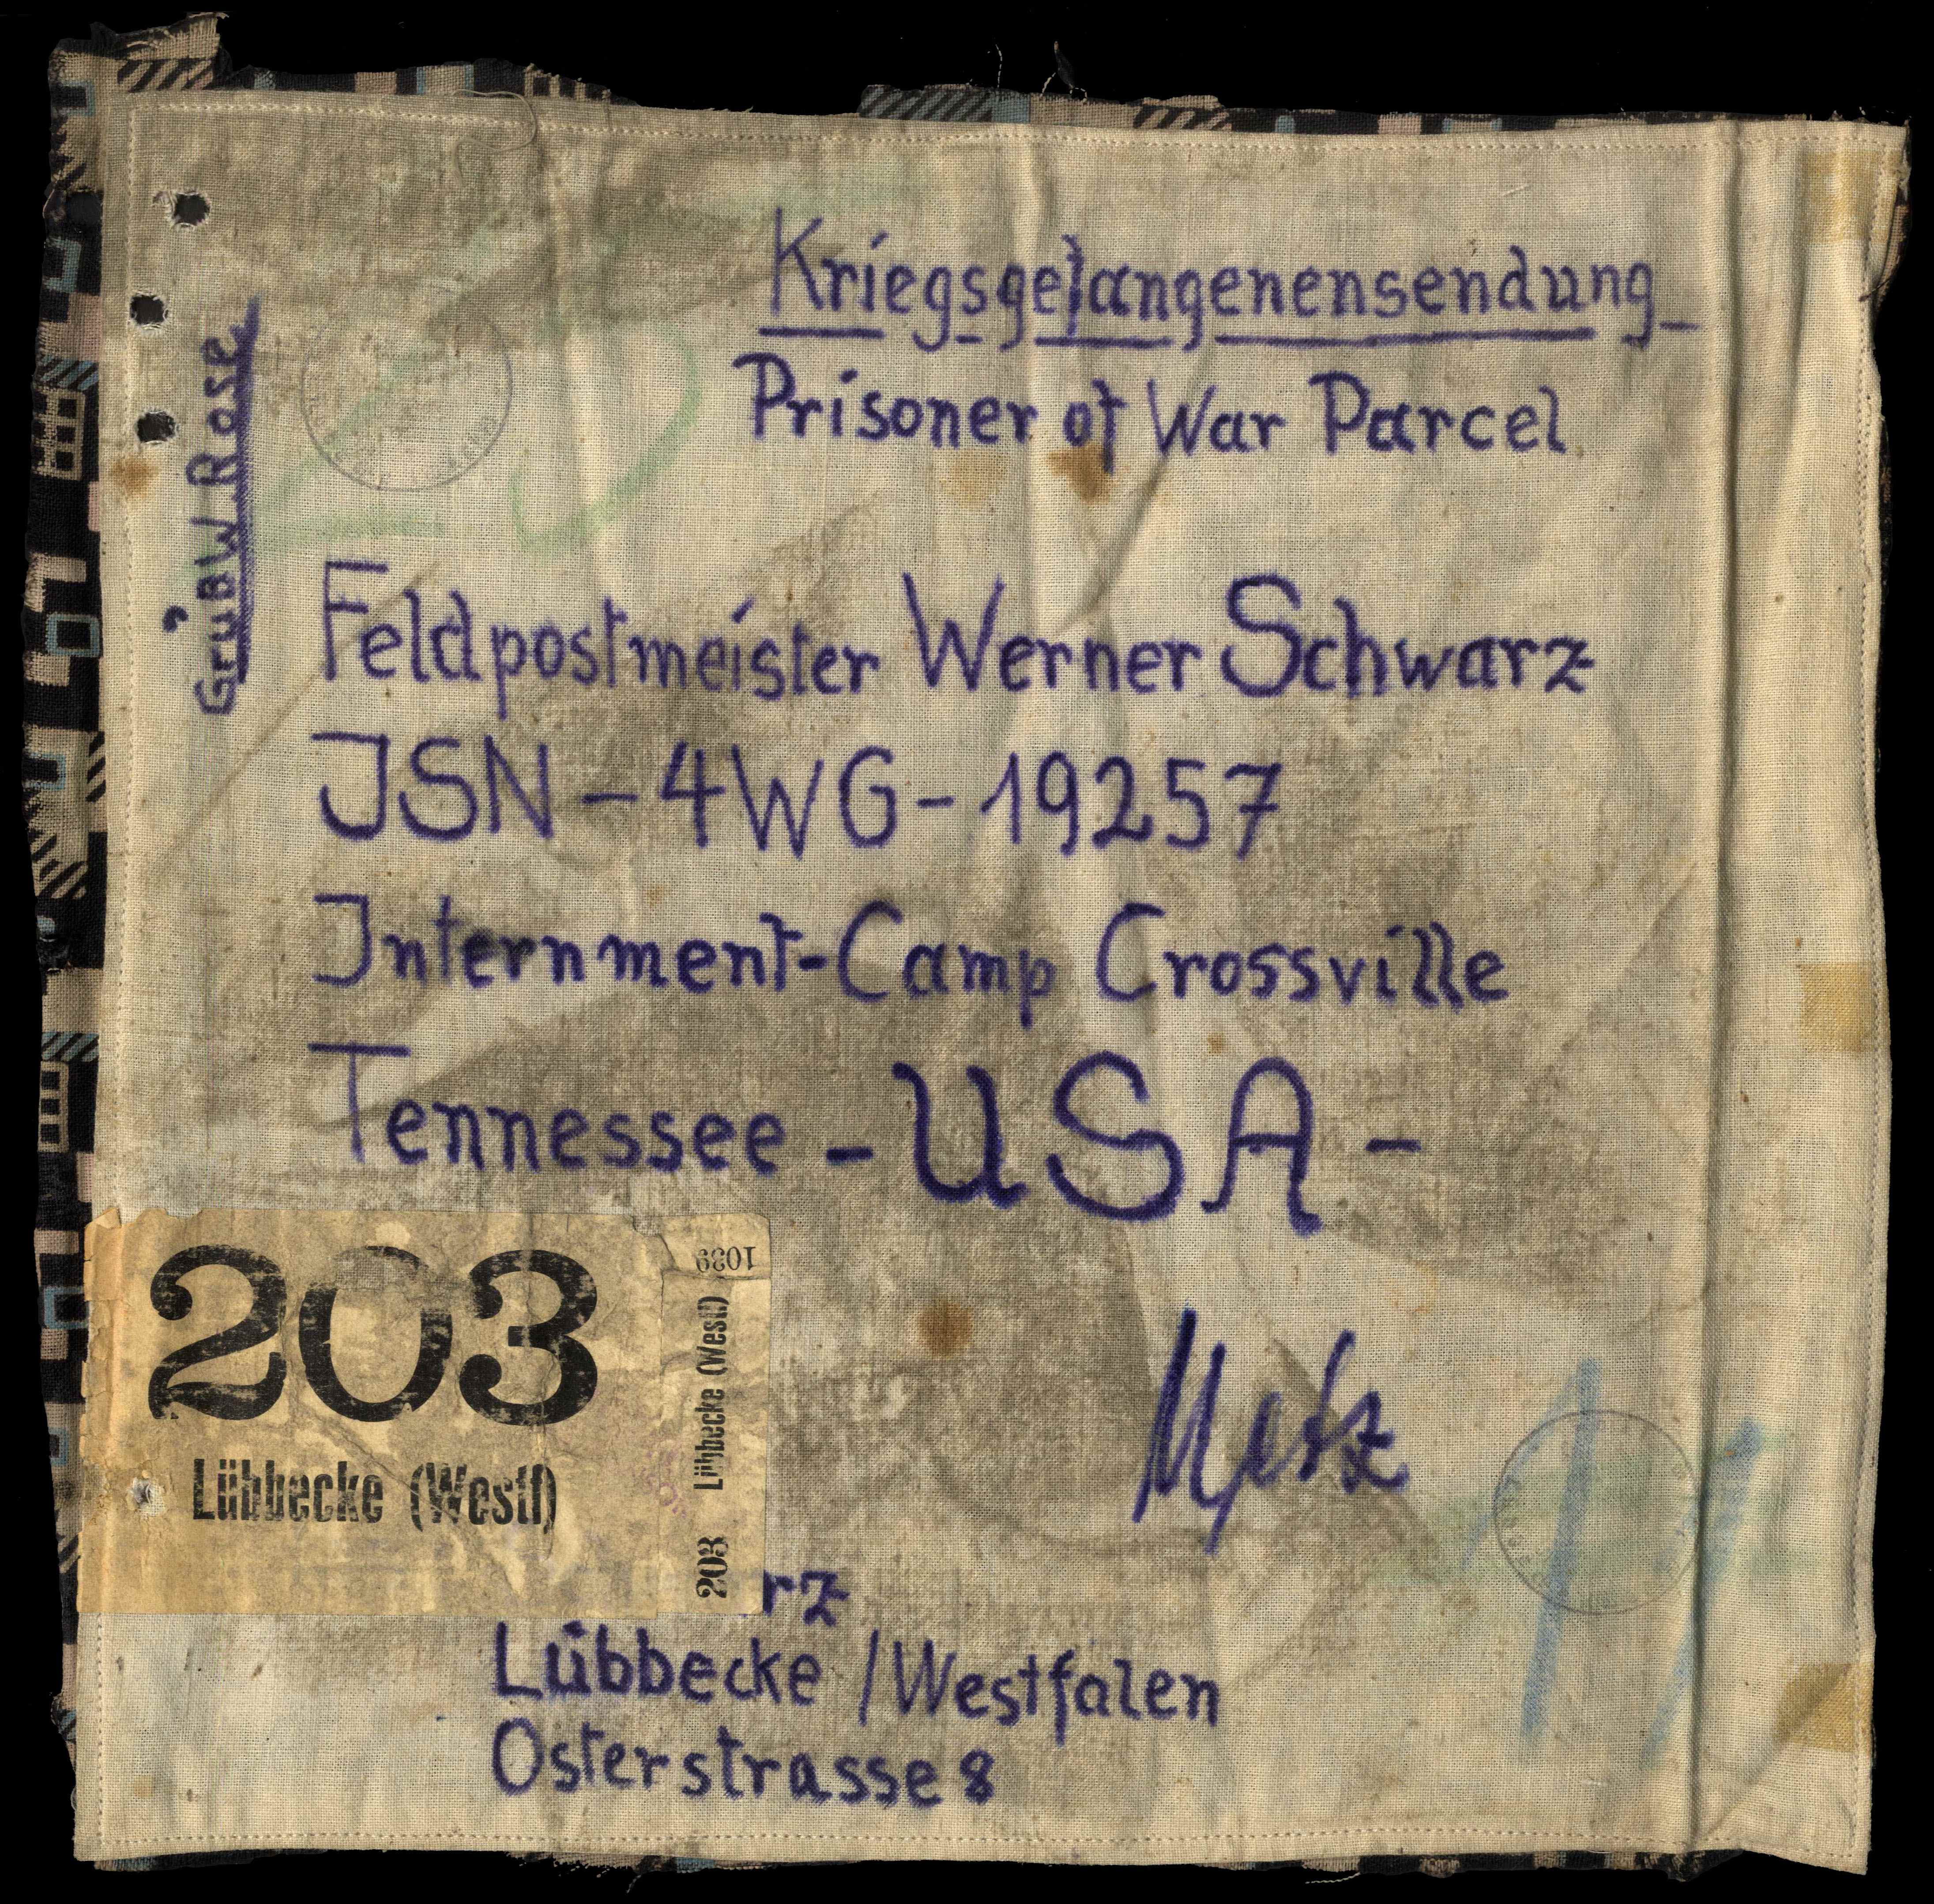 Kriegsgefangenensendung
Prisoner of War Parcel
Gruß W. Rose
Feldpostmeister Werner Schwarz
JSN-4WG-19257
Internment-Camp Crossville
Tennessee - USA -
203
Lübbecke (Westf)
1039
Lübbecke (Westf)
203
rz
Lübbecke / Westfalen
Osterstrasse 8